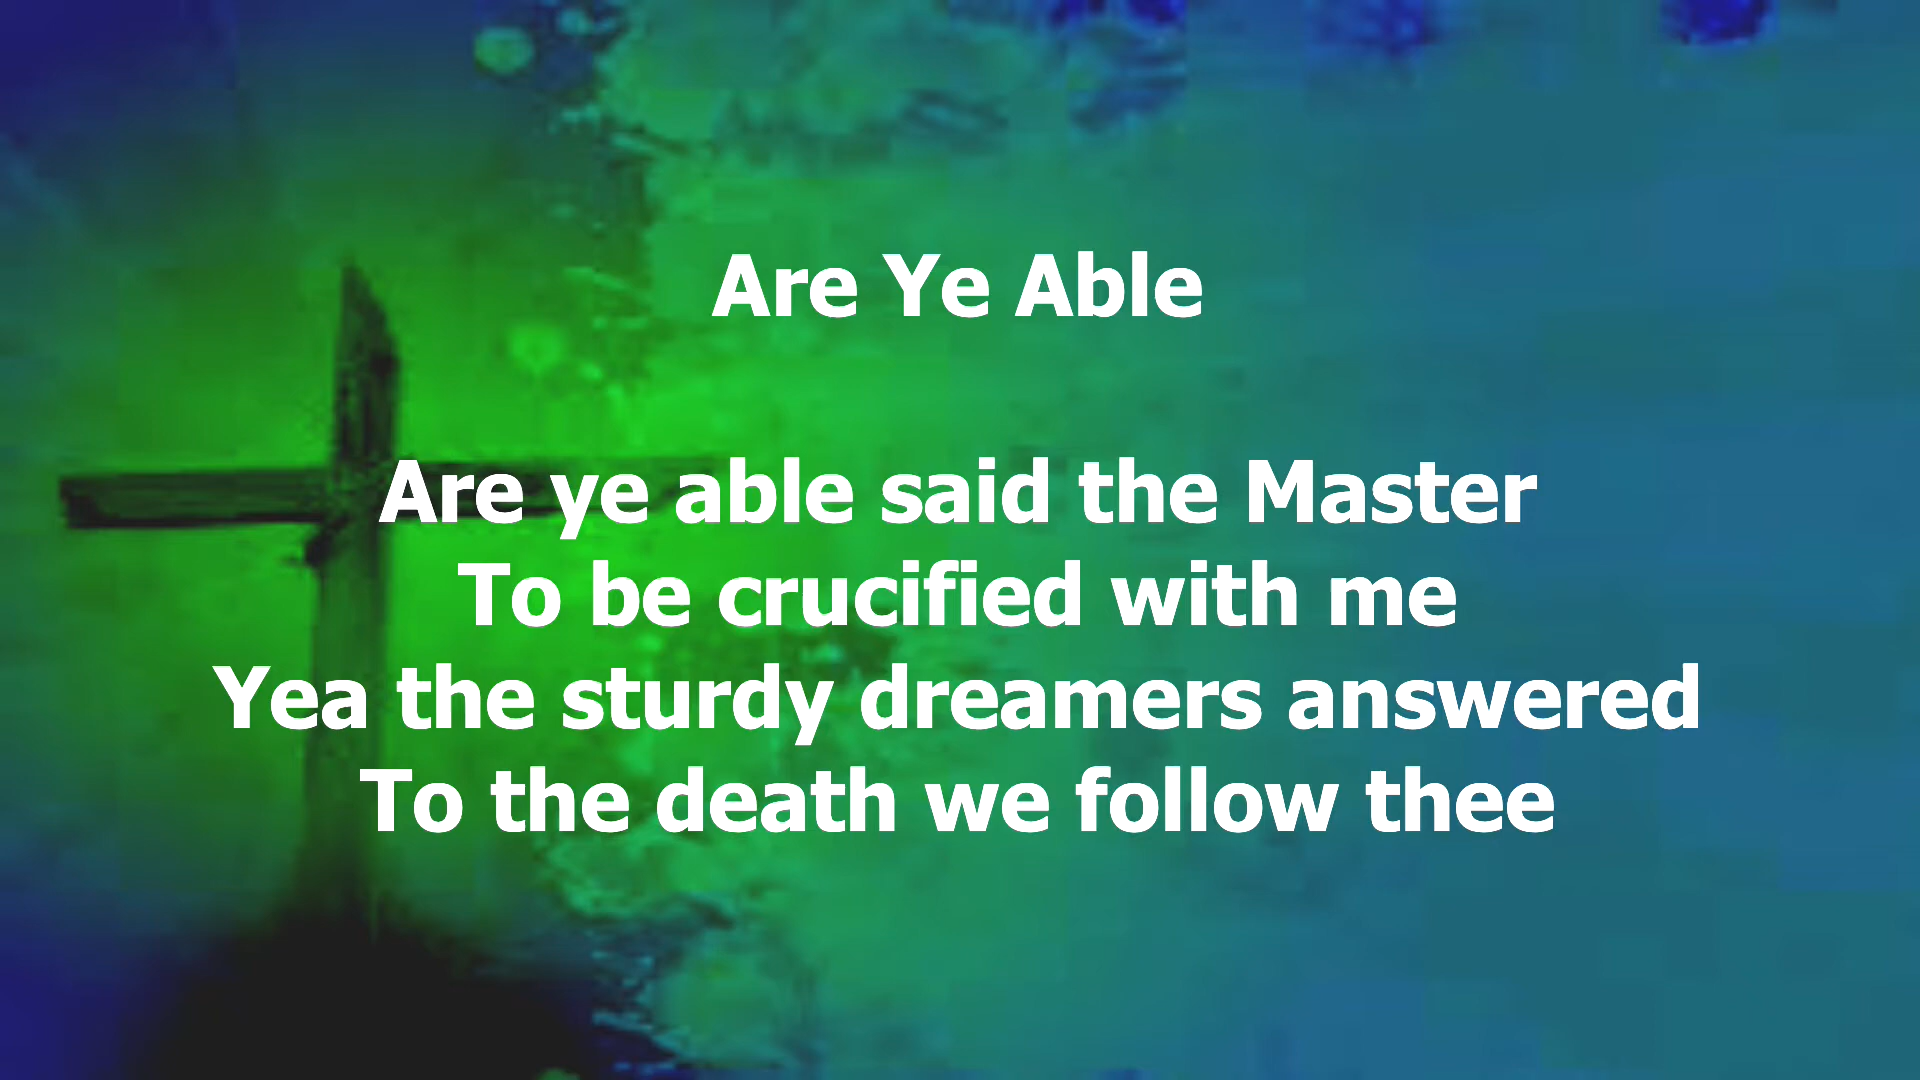 Are Ye Able
Are ye able said the Master
To be crucified with me
Yea the sturdy dreamers answered
To the death we follow thee